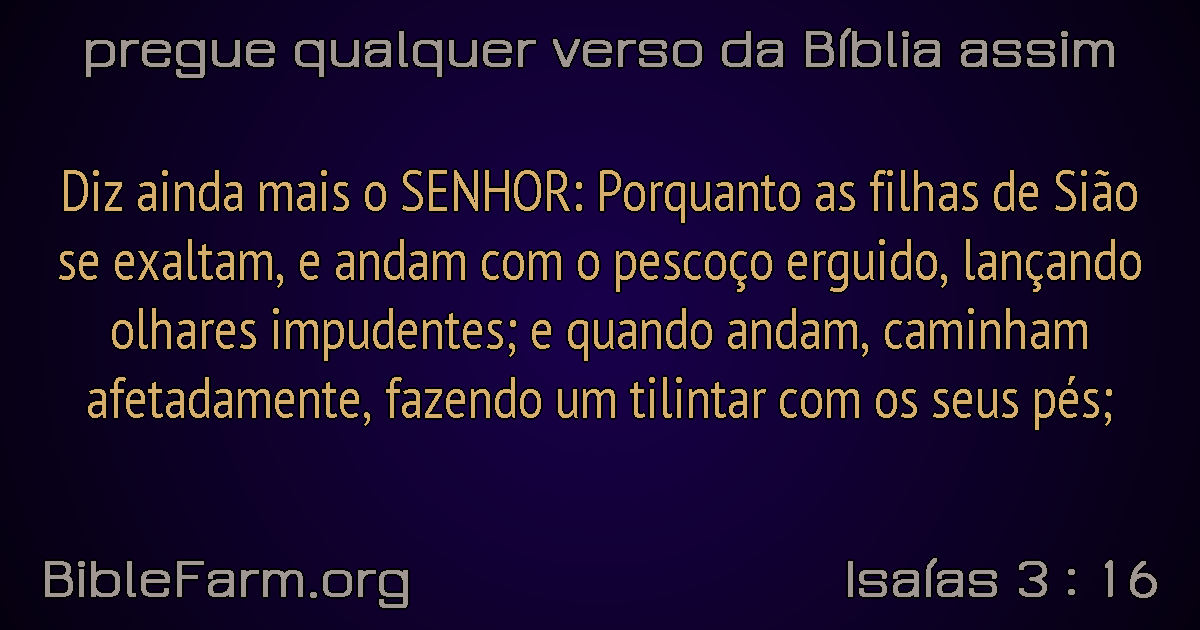 pregue qualquer verso da Bíblia assim
Diz ainda mais o SENHOR: Porquanto as filhas de Sião
se exaltam, e andam com o pescoço erguido, lançando
olhares impudentes; e quando andam, caminham
afetadamente, fazendo um tilintar com os seus pés;
BibleFarm.org
Isaías 3 : 16